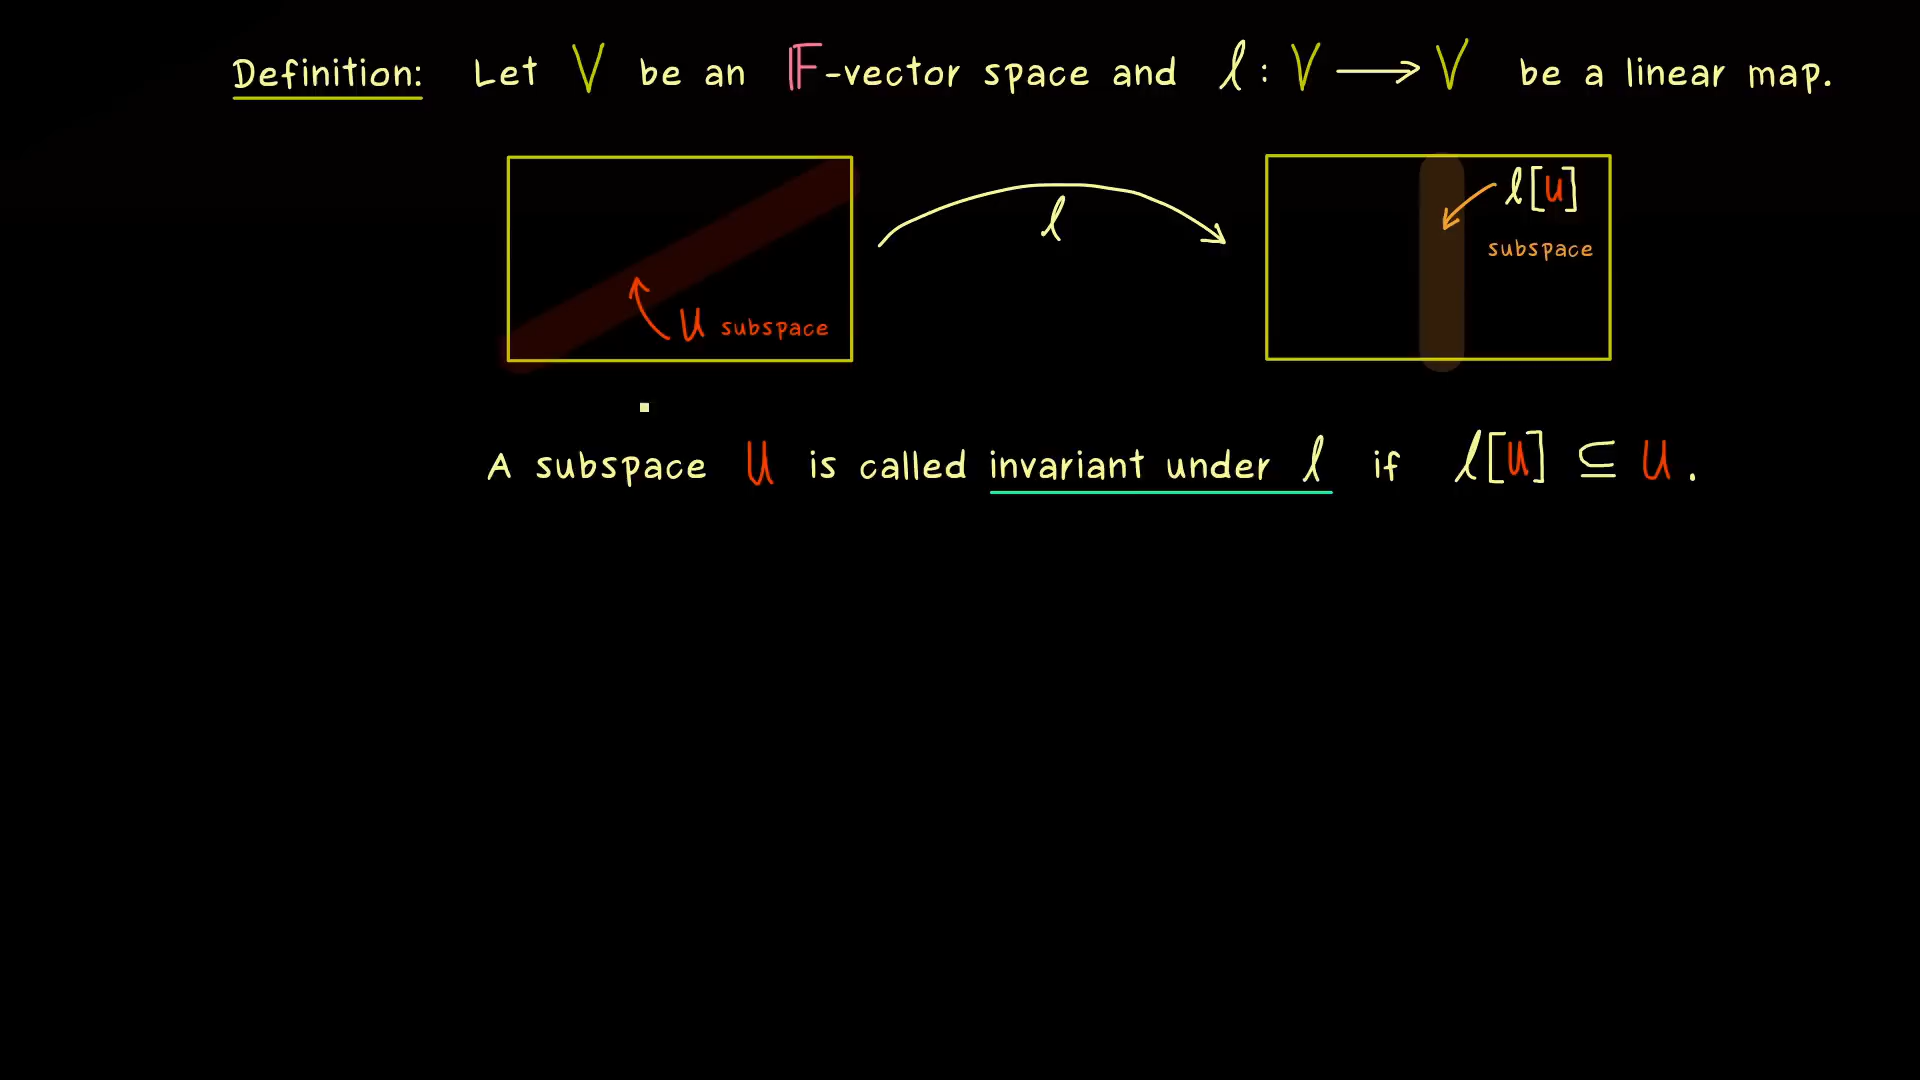 Definition: Let V be an 𝔽-vector space and ℓ: V ⟶ V be a linear map.
ℓ[U]
ℓ
subspace
U subspace
A subspace U is called invariant under ℓ if ℓ[U] ⊆ U.